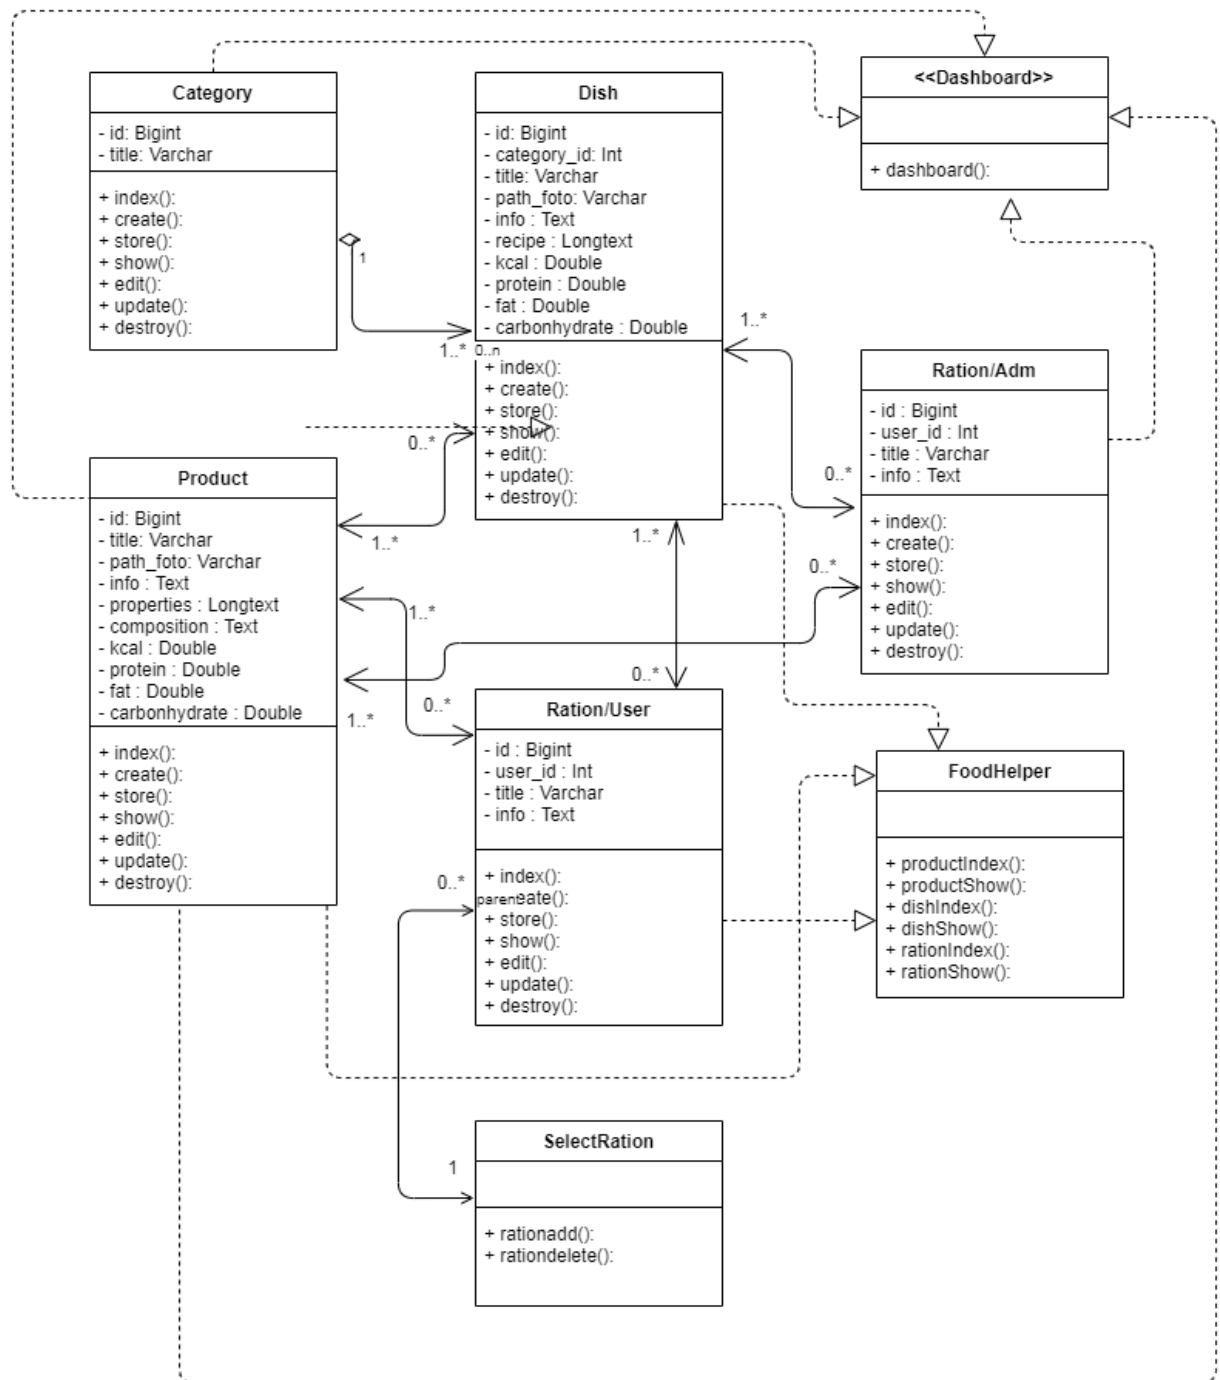 Category
- id: Bigint
- title: Varchar
+ index():
+ create():
+ store():
+ show():
+ edit():
+ update():
+ destroy():
1
Dish
- id: Bigint
- category_id: Int
- title: Varchar
- path_foto: Varchar
- info : Text
- recipe : Longtext
- kcal : Double
- protein : Double
- fat : Double
- carbonhydrate : Double
1..*
0..n
+ index():
+ create():
+ store():
+ show():
+ edit():
+ update():
+ destroy():
<<Dashboard>>
+ dashboard():
1..*
0..*
Ration/Adm
- id : Bigint
- user_id : Int
- title : Varchar
- info : Text
+ index():
+ create():
+ store():
+ show():
+ edit():
+ update():
+ destroy():
0..*
1..*
Product
- id: Bigint
- title: Varchar
- path_foto: Varchar
- info : Text
- properties : Longtext
- composition : Text
- kcal : Double
- protein : Double
- fat : Double
- carbonhydrate : Double
+ index():
+ create():
+ store():
+ show():
+ edit():
+ update():
+ destroy():
1..*
0..*
1..*
0..*
1..*
0..*
Ration/User
- id : Bigint
- user_id : Int
- title : Varchar
- info : Text
+ index():
parent
+ store():
+ show():
+ edit():
+ update():
+ destroy():
0..*
1
FoodHelper
+ productIndex():
+ productShow():
+ dishIndex():
+ dishShow():
+ rationIndex():
+ rationShow():
SelectRation
+ rationadd():
+ rationdelete():